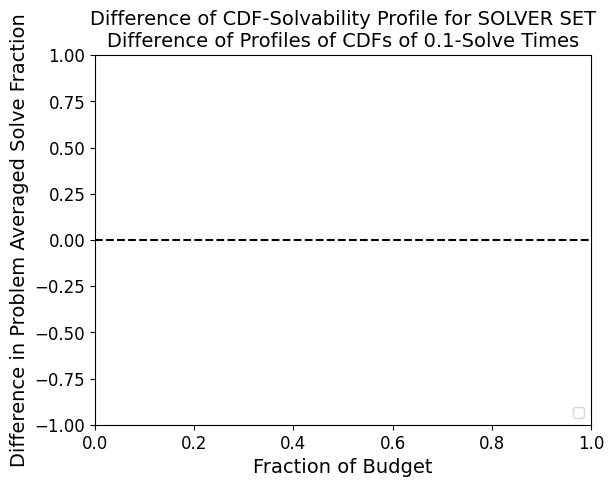 Difference of CDF-Solvability Profile for SOLVER SET
Difference of Profiles of CDFs of 0.1-Solve Times
Difference in Problem Averaged Solve Fraction
1.00
0.75
0.50
0.25
0.00
−0.25
−0.50
−0.75
−1.00
0.0 0.2 0.4 0.6 0.8 1.0
Fraction of Budget